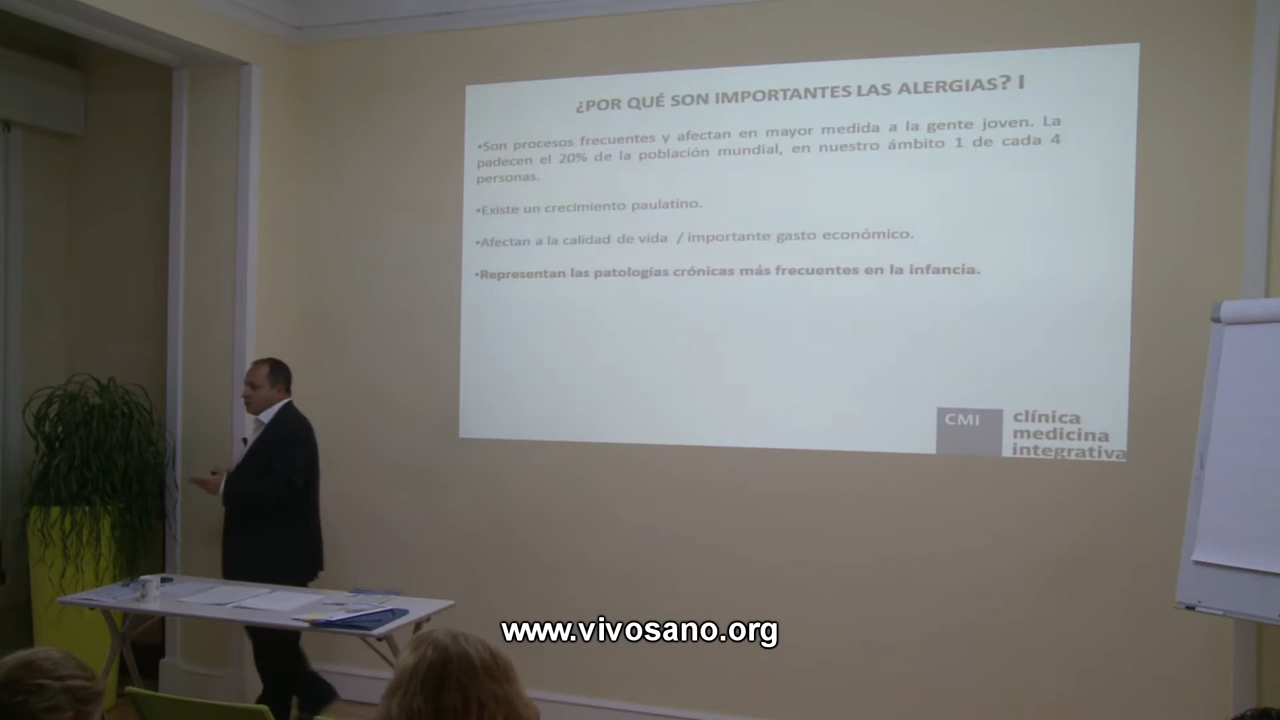 ¿POR QUÉ SON IMPORTANTES LAS ALERGIAS? I
•Son procesos frecuentes y afectan en mayor medida a la gente joven. La
padecen el 20% de la población mundial, en nuestro ámbito 1 de cada 4
personas.
•Existe un crecimiento paulatino.
•Afectan a la calidad de vida / importante gasto económico.
•Representan las patologías crónicas más frecuentes en la infancia.
CMI
clínica
medicina
integrativa
www.vivosano.org